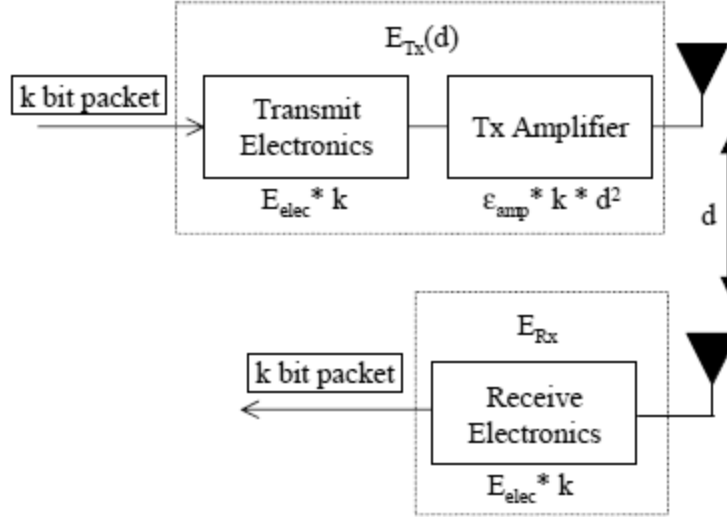 E_Tx(d)
k bit packet
Transmit
Electronics
Tx Amplifier
E_elec* k
ε_amp* k * d²
d
E_Rx
k bit packet
Receive
Electronics
E_elec* k